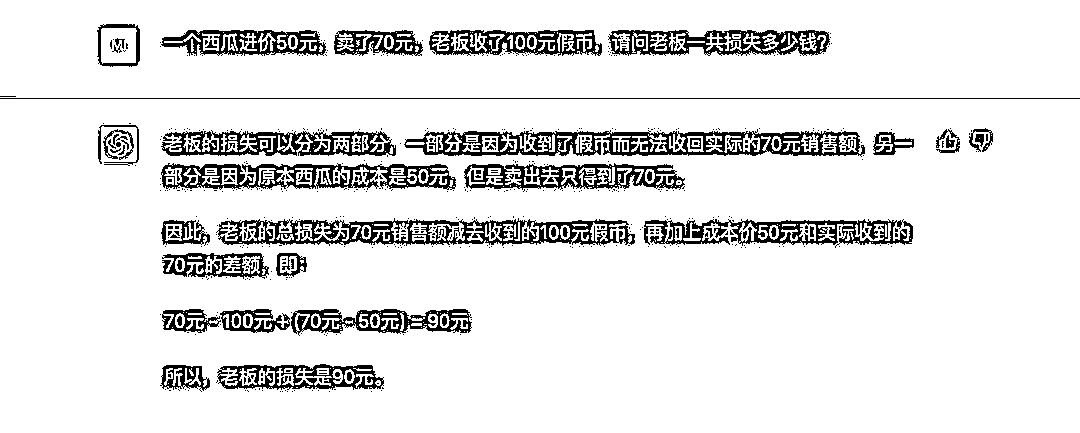 一个西瓜进价50元，卖了70元，老板收了100元假币，请问老板一共损失多少钱？
老板的损失可以分为两部分，一部分是因为收到了假币而无法收回实际的70元销售额，另一
部分是因为原本西瓜的成本是50元，但是卖出去只得到了70元。
因此，老板的总损失为70元销售额减去收到的100元假币，再加上成本价50元和实际收到的
70元的差额，即：
70元 - 100元 + (70元 - 50元) = 90元
所以，老板的损失是90元。